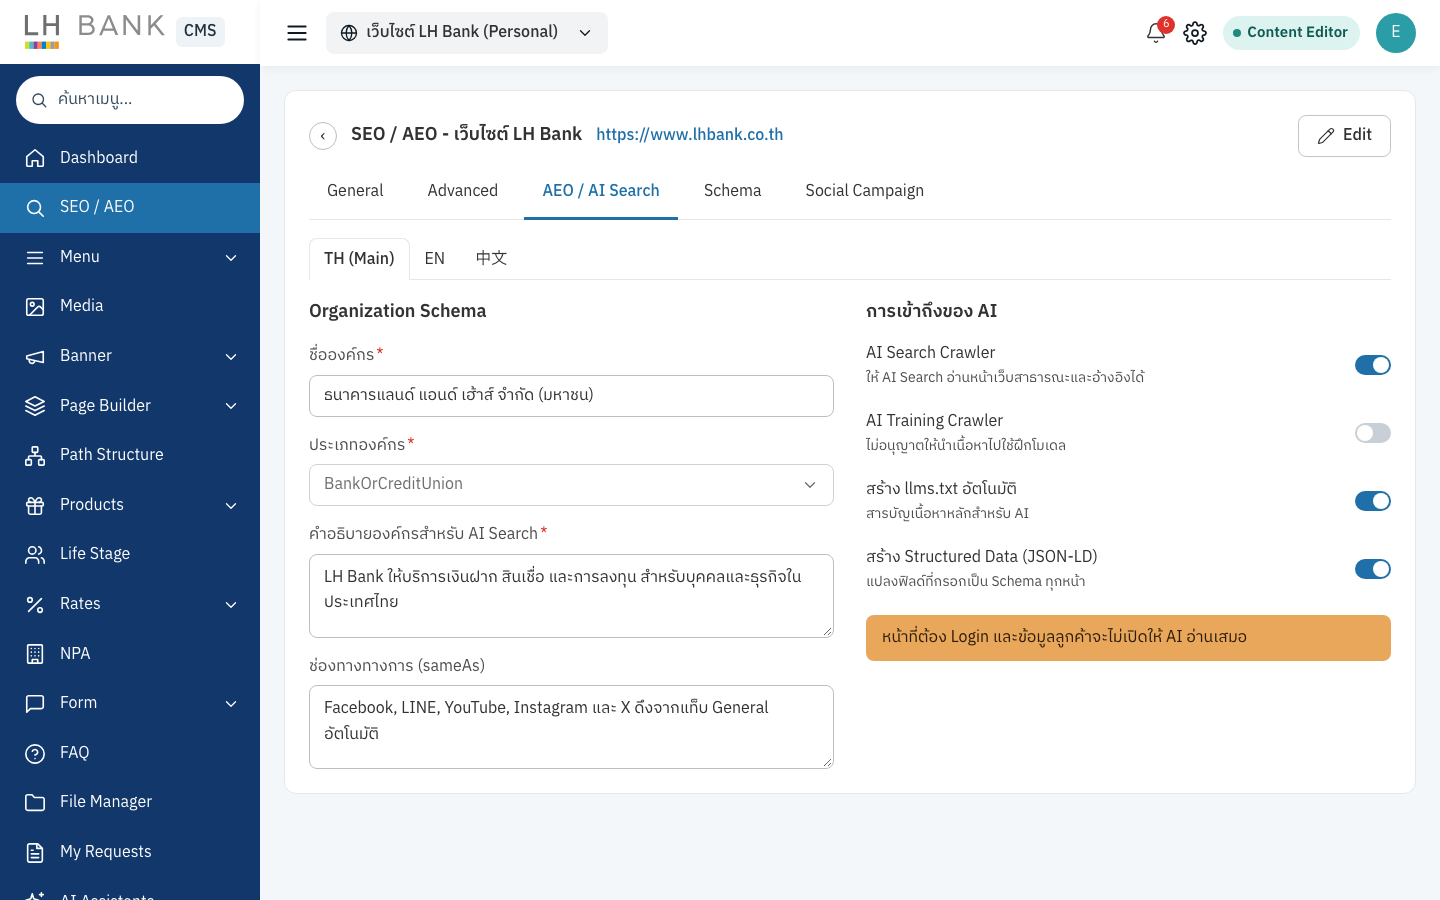 LH BANK CMS
เว็บไซต์ LH Bank (Personal)
6
Content Editor
E
ค้นหาเมนู...
Dashboard
SEO / AEO
Menu
Media
Banner
Page Builder
Path Structure
Products
Life Stage
Rates
NPA
Form
FAQ
File Manager
My Requests
AI Assistants
SEO / AEO - เว็บไซต์ LH Bank https://www.lhbank.co.th
Edit
General Advanced AEO / AI Search Schema Social Campaign
TH (Main) EN 中文
Organization Schema
ชื่อองค์กร*
ธนาคารแลนด์ แอนด์ เฮ้าส์ จำกัด (มหาชน)
ประเภทองค์กร*
BankOrCreditUnion
คำอธิบายองค์กรสำหรับ AI Search*
LH Bank ให้บริการเงินฝาก สินเชื่อ และการลงทุน สำหรับบุคคลและธุรกิจใน
ประเทศไทย
ช่องทางทางการ (sameAs)
Facebook, LINE, YouTube, Instagram และ X ดึงจากแท็บ General
อัตโนมัติ
การเข้าถึงของ AI
AI Search Crawler
ให้ AI Search อ่านหน้าเว็บสาธารณะและอ้างอิงได้
AI Training Crawler
ไม่อนุญาตให้นำเนื้อหาไปใช้ฝึกโมเดล
สร้าง llms.txt อัตโนมัติ
สารบัญเนื้อหาหลักสำหรับ AI
สร้าง Structured Data (JSON-LD)
แปลงฟิลด์ที่กรอกเป็น Schema ทุกหน้า
หน้าที่ต้อง Login และข้อมูลลูกค้าจะไม่เปิดให้ AI อ่านเสมอ